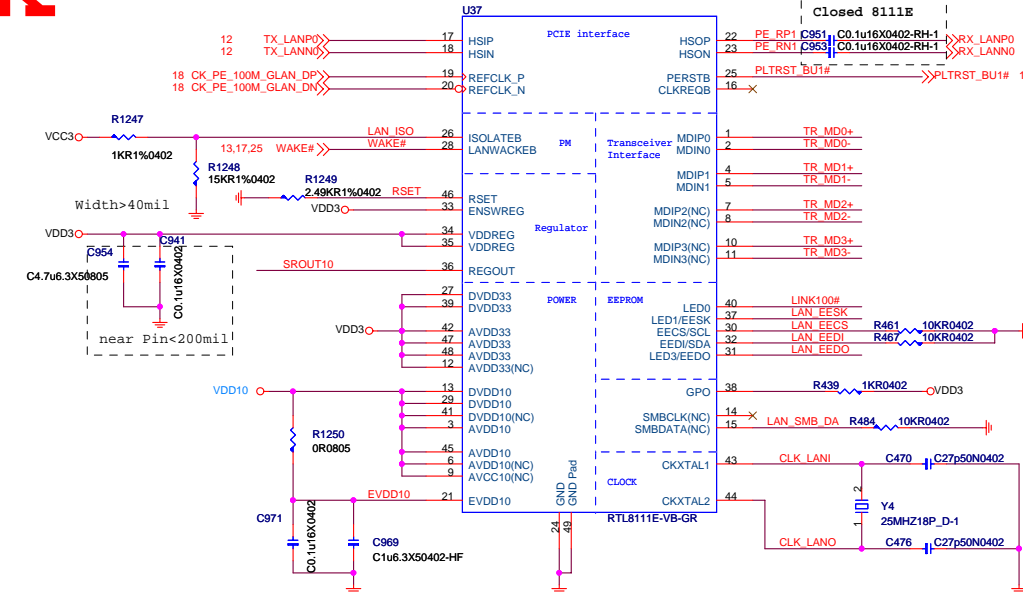 U37
Closed 8111E
PCIE interface
12 TX_LANP0 17 HSIP
12 TX_LANN0 18 HSIN
18 CK_PE_100M_GLAN_DP 19 REFCLK_P
18 CK_PE_100M_GLAN_DN 20 REFCLK_N
HSOP 22 PE_RP1 C951 C0.1u16X0402-RH-1 RX_LANP0
HSON 23 PE_RN1 C953 C0.1u16X0402-RH-1 RX_LANN0
PERSTB 25 PLTRST_BU1# PLTRST_BU1# 1
CLKREQB 16
R1247
VCC3 LAN_ISO 26 ISOLATEB
1KR1%0402
13,17,25 WAKE# WAKE# 28 LANWACKEB
PM
R1248
15KR1%0402
R1249
2.49KR1%0402 RSET 46 RSET
VDD3 33 ENSWREG
Width>40mil
Regulator
VDD3 34 VDDREG
35 VDDREG
C954 C941
C4.7u6.3X50805
C0.1u16X0402
near Pin<200mil
SROUT10 36 REGOUT
Transceiver
Interface
MDIP0 1 TR_MD0+
MDIN0 2 TR_MD0-
MDIP1 4 TR_MD1+
MDIN1 5 TR_MD1-
MDIP2(NC) 7 TR_MD2+
MDIN2(NC) 8 TR_MD2-
MDIP3(NC) 10 TR_MD3+
MDIN3(NC) 11 TR_MD3-
POWER
27 DVDD33
39 DVDD33
VDD3 42 AVDD33
47 AVDD33
48 AVDD33
12 AVDD33(NC)
EEPROM
LED0 40 LINK100#
LED1/EESK 37 LAN_EESK
EECS/SCL 30 LAN_EECS R461 10KR0402
EEDI/SDA 32 LAN_EEDI R467 10KR0402
LED3/EEDO 31 LAN_EEDO
VDD10 13 DVDD10
29 DVDD10
41 DVDD10(NC)
3 AVDD10
45 AVDD10
6 AVDD10(NC)
9 AVCC10(NC)
R1250
0R0805
EVDD10 21 EVDD10
C971
C0.1u16X0402
C969
C1u6.3X50402-HF
GPO 38 R439 1KR0402 VDD3
SMBCLK(NC) 14
SMBDATA(NC) 15 LAN_SMB_DA R484 10KR0402
CLOCK
CKXTAL1 43 CLK_LANI C470 C27p50N0402
2
Y4
25MHZ18P_D-1
1
CKXTAL2 44 CLK_LANO C476 C27p50N0402
GND
GND Pad
24
49
RTL8111E-VB-GR